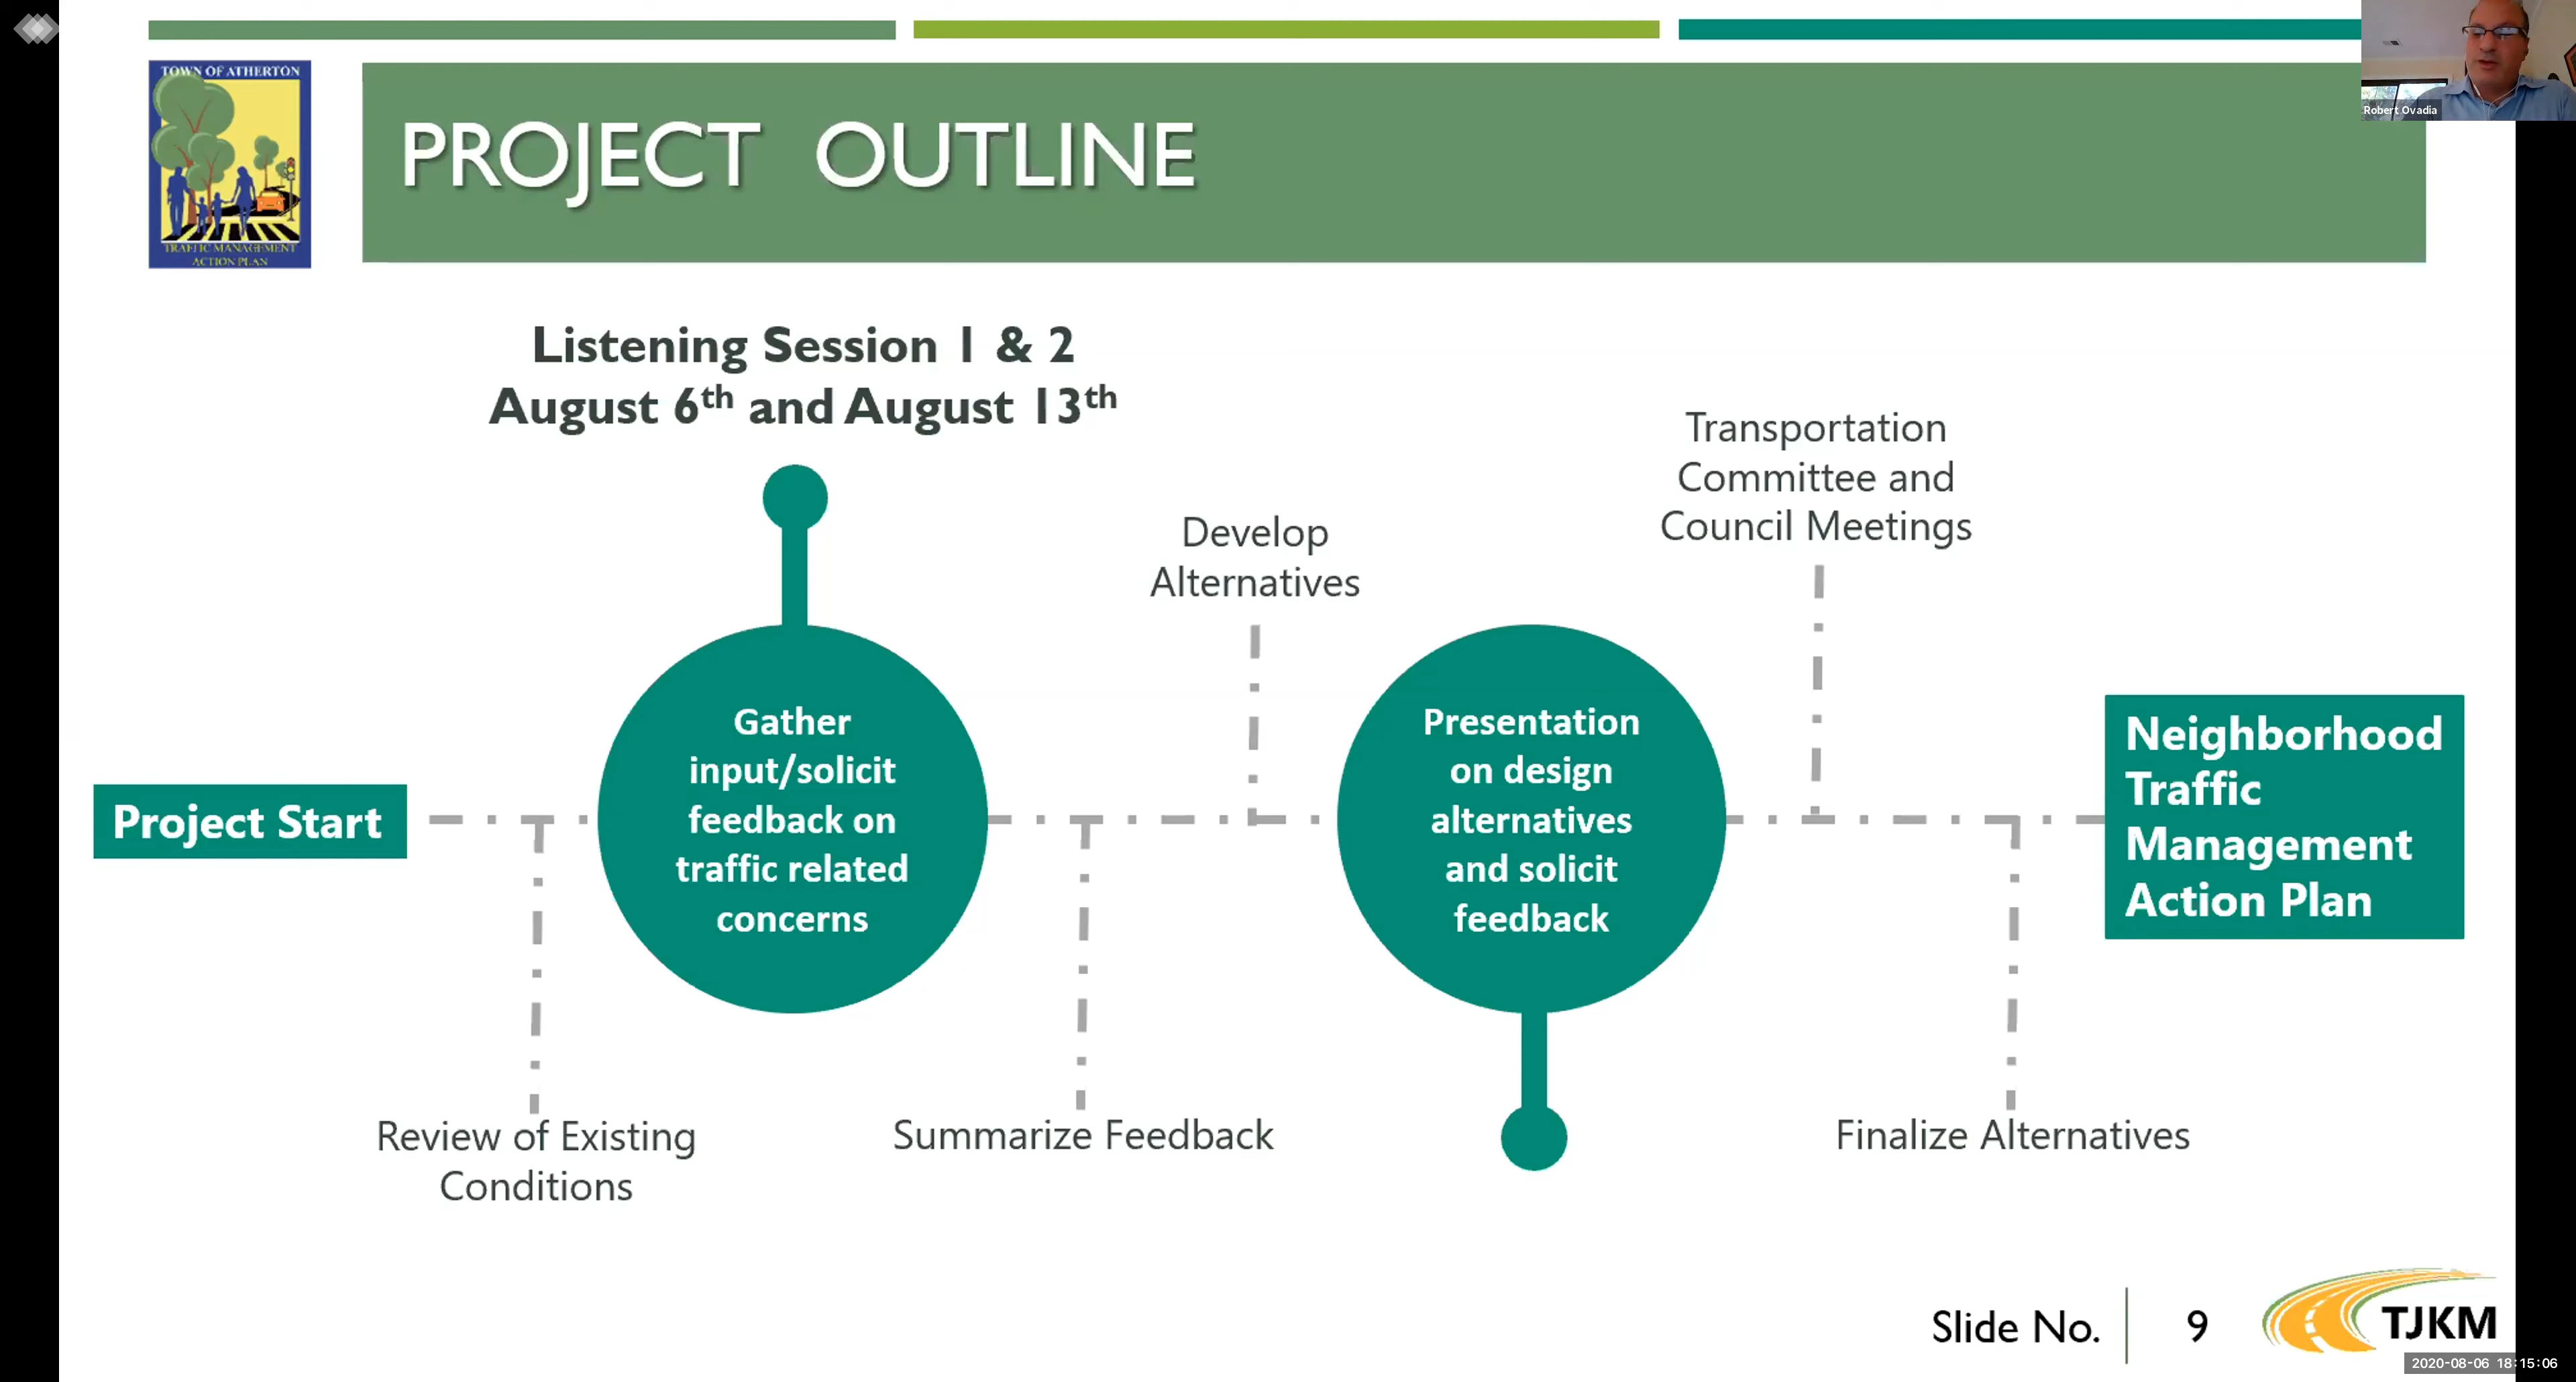 TOWN OF ATHERTON
TRAFFIC MANAGEMENT
ACTION PLAN
PROJECT OUTLINE
Robert Ovadia
Listening Session 1 & 2
August 6th and August 13th
Transportation
Committee and
Council Meetings
Develop
Alternatives
Project Start
Gather
input/solicit
feedback on
traffic related
concerns
Presentation
on design
alternatives
and solicit
feedback
Neighborhood
Traffic
Management
Action Plan
Review of Existing
Conditions
Summarize Feedback
Finalize Alternatives
Slide No. 9
TJKM
2020-08-06 18:15:06